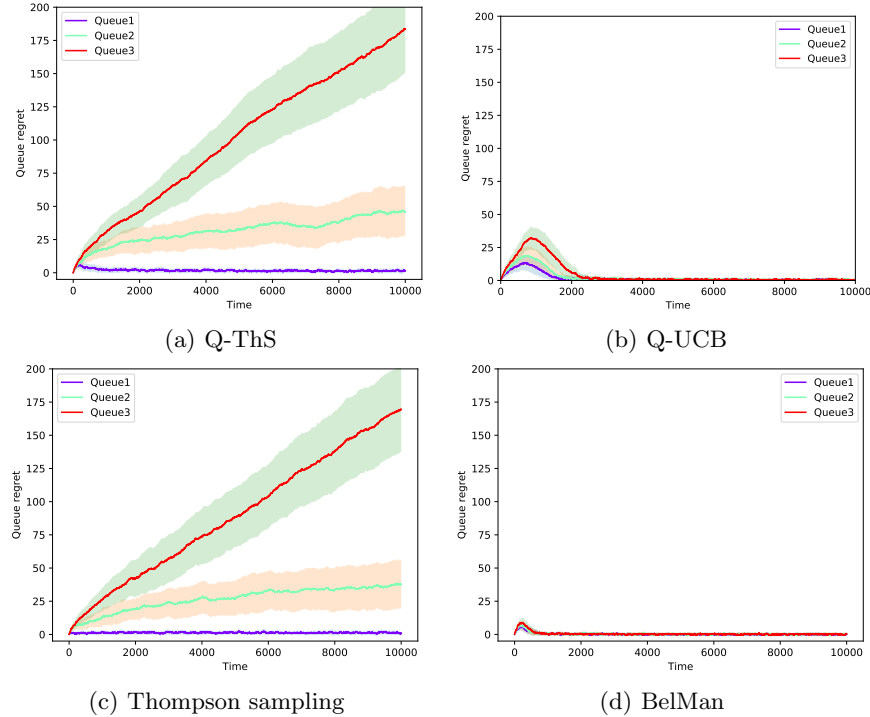 200
175
150
125
100
75
50
25
0
Queue regret
Queue1
Queue2
Queue3
0 2000 4000 6000 8000 10000
Time
(a) Q-ThS
200
175
150
125
100
75
50
25
0
Queue regret
Queue1
Queue2
Queue3
0 2000 4000 6000 8000 10000
Time
(b) Q-UCB
200
175
150
125
100
75
50
25
0
Queue regret
Queue1
Queue2
Queue3
0 2000 4000 6000 8000 10000
Time
(c) Thompson sampling
200
175
150
125
100
75
50
25
0
Queue regret
Queue1
Queue2
Queue3
0 2000 4000 6000 8000 10000
Time
(d) BelMan